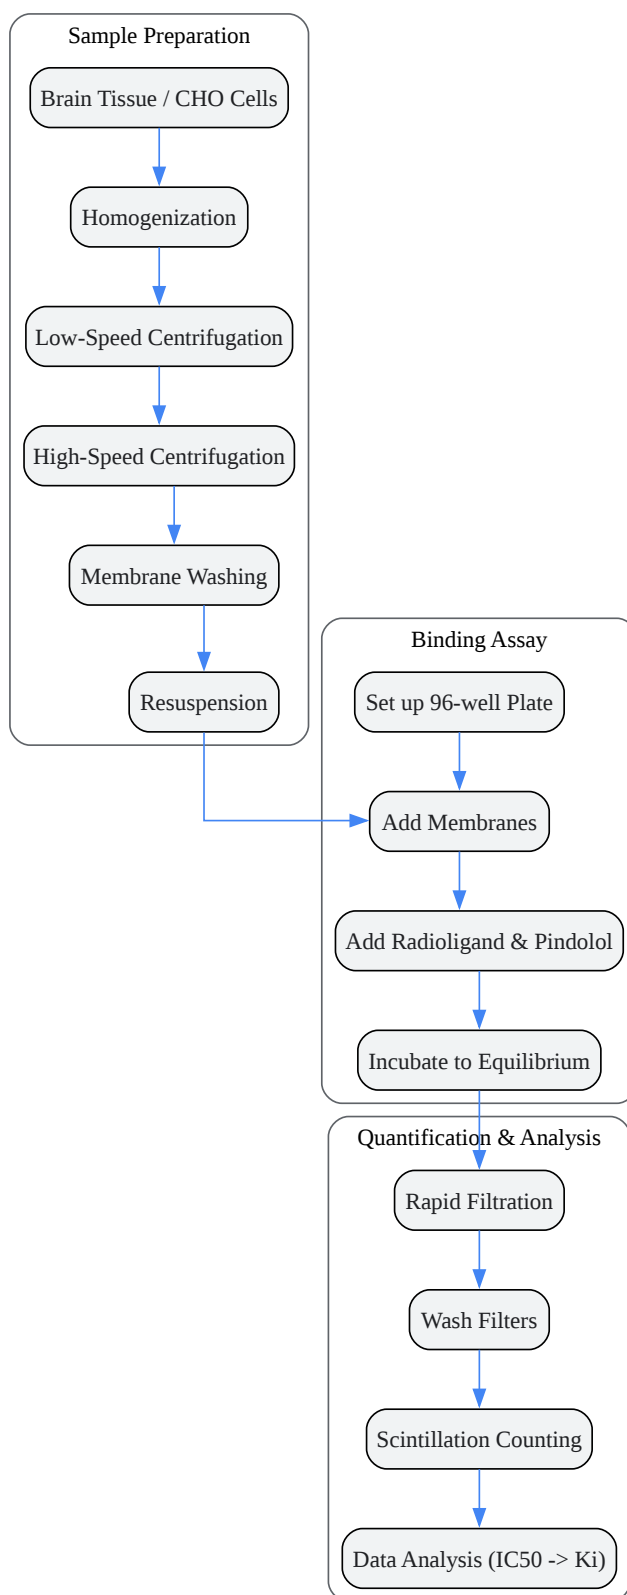 Sample Preparation
Brain Tissue / CHO Cells
Homogenization
Low-Speed Centrifugation
High-Speed Centrifugation
Membrane Washing
Resuspension
Binding Assay
Set up 96-well Plate
Add Membranes
Add Radioligand & Pindolol
Incubate to Equilibrium
Quantification & Analysis
Rapid Filtration
Wash Filters
Scintillation Counting
Data Analysis (IC50 -> Ki)